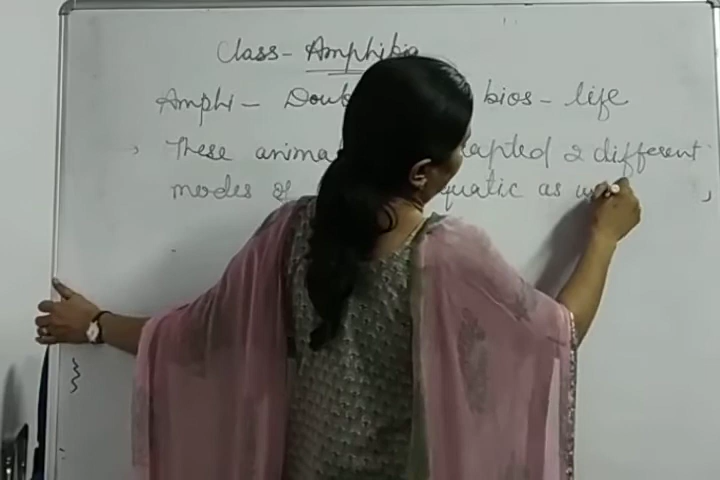 Class - Amphibia
Amphi - Doub bios - life
These anima apted 2 different
modes of quatic as w